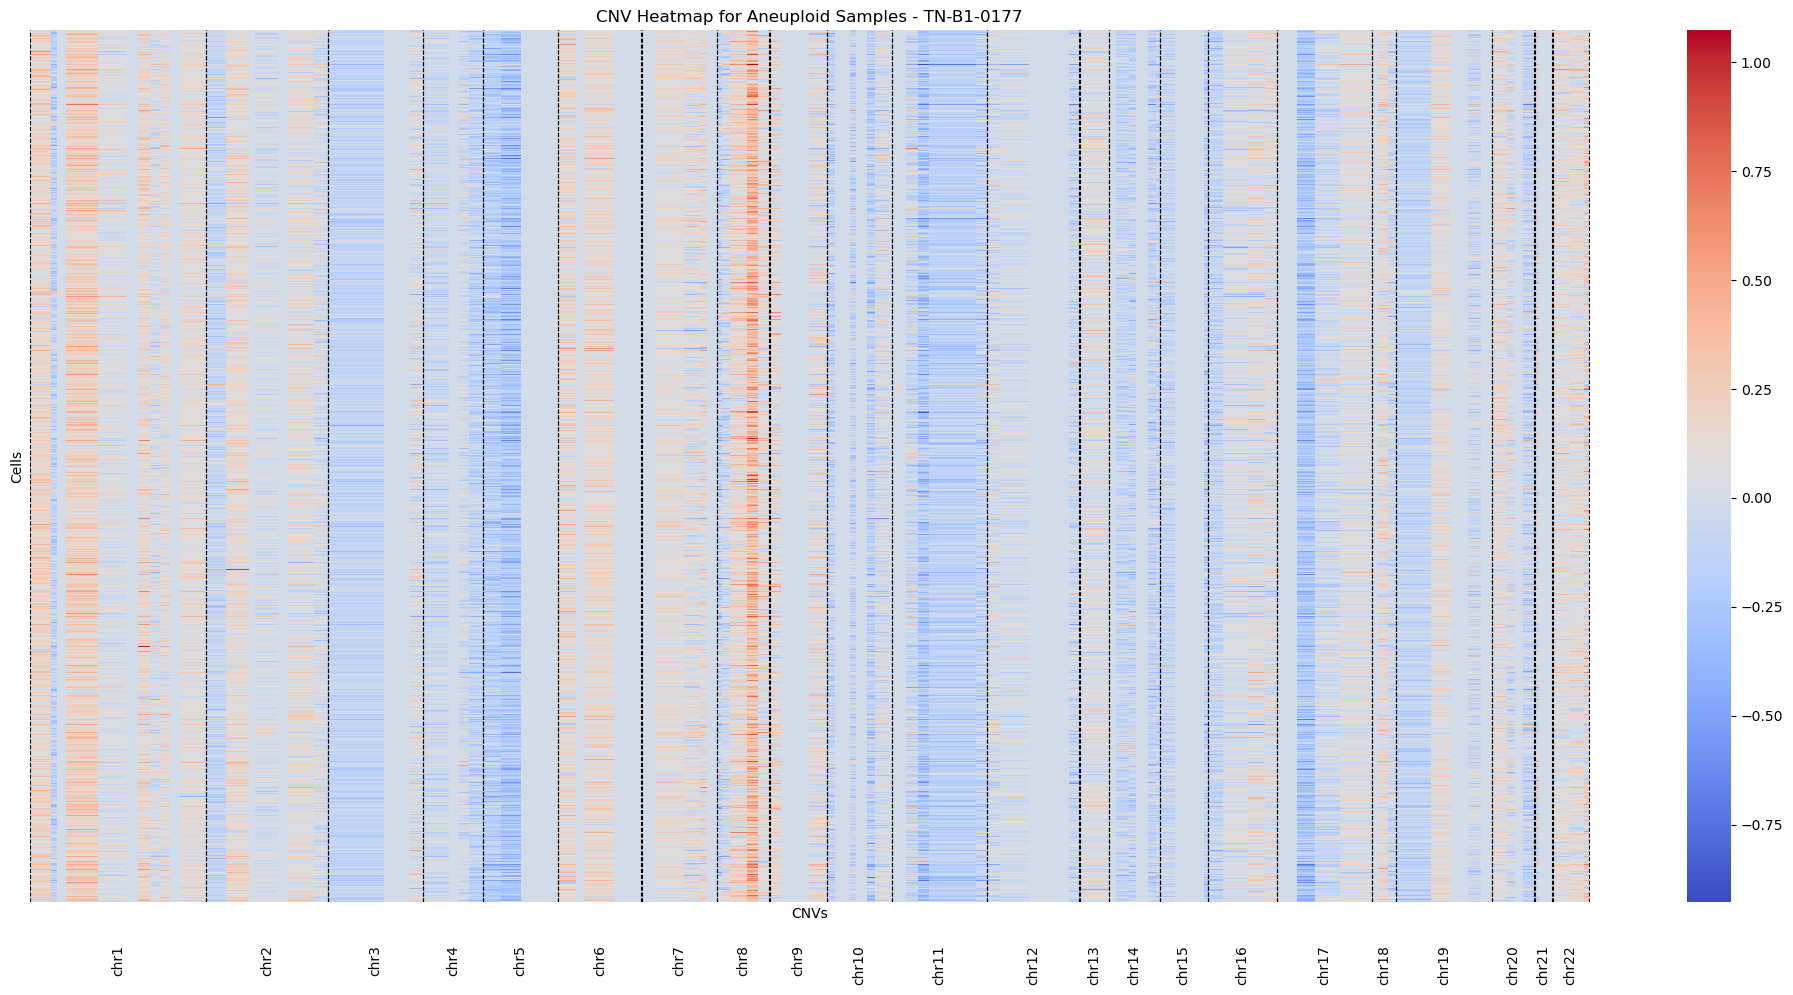 CNV Heatmap for Aneuploid Samples - TN-B1-0177
Cells
CNVs
chr1
chr2
chr3
chr4
chr5
chr6
chr7
chr8
chr9
chr10
chr11
chr12
chr13
chr14
chr15
chr16
chr17
chr18
chr19
chr20
chr21
chr22
1.00
0.75
0.50
0.25
0.00
−0.25
−0.50
−0.75